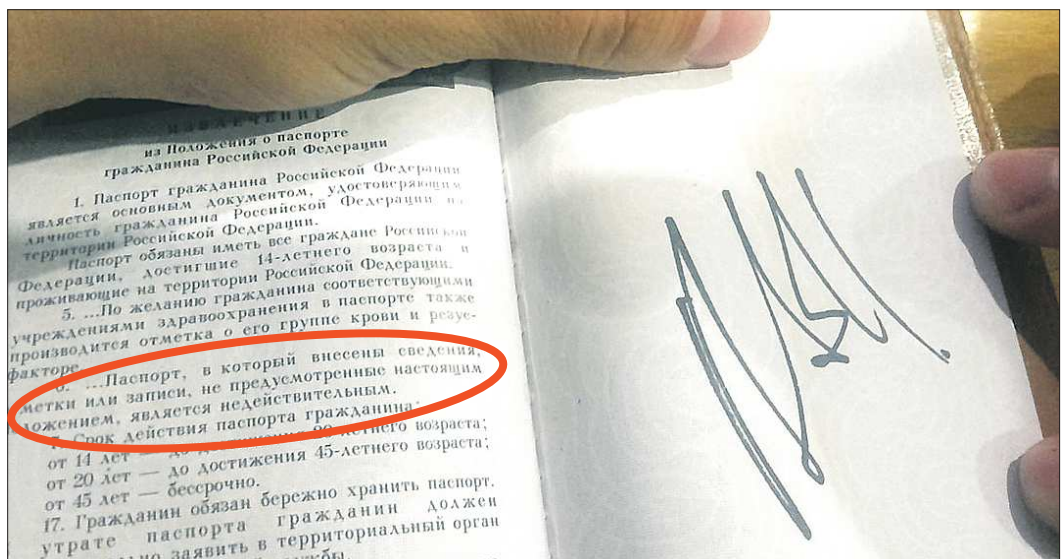 ИЗВЛЕЧЕНИЕ
из Положения о паспорте
гражданина Российской Федерации
1. Паспорт гражданина Российской Федерации
является основным документом, удостоверяющим
личность гражданина Российской Федерации на
территории Российской Федерации.
Паспорт обязаны иметь все граждане Российской
Федерации, достигшие 14-летнего возраста и
проживающие на территории Российской Федерации.
5. ...По желанию гражданина соответствующими
учреждениями здравоохранения в паспорте также
производится отметка о его группе крови и резус-
факторе.
6. ...Паспорт, в который внесены сведения,
метки или записи, не предусмотренные настоящим
ложением, является недействительным.
7. Срок действия паспорта гражданина:
от 14 лет — до достижения 20-летнего возраста;
от 20 лет — до достижения 45-летнего возраста;
от 45 лет — бессрочно.
17. Гражданин обязан бережно хранить паспорт.
утрате паспорта гражданин должен
заявить в территориальный орган
службы.